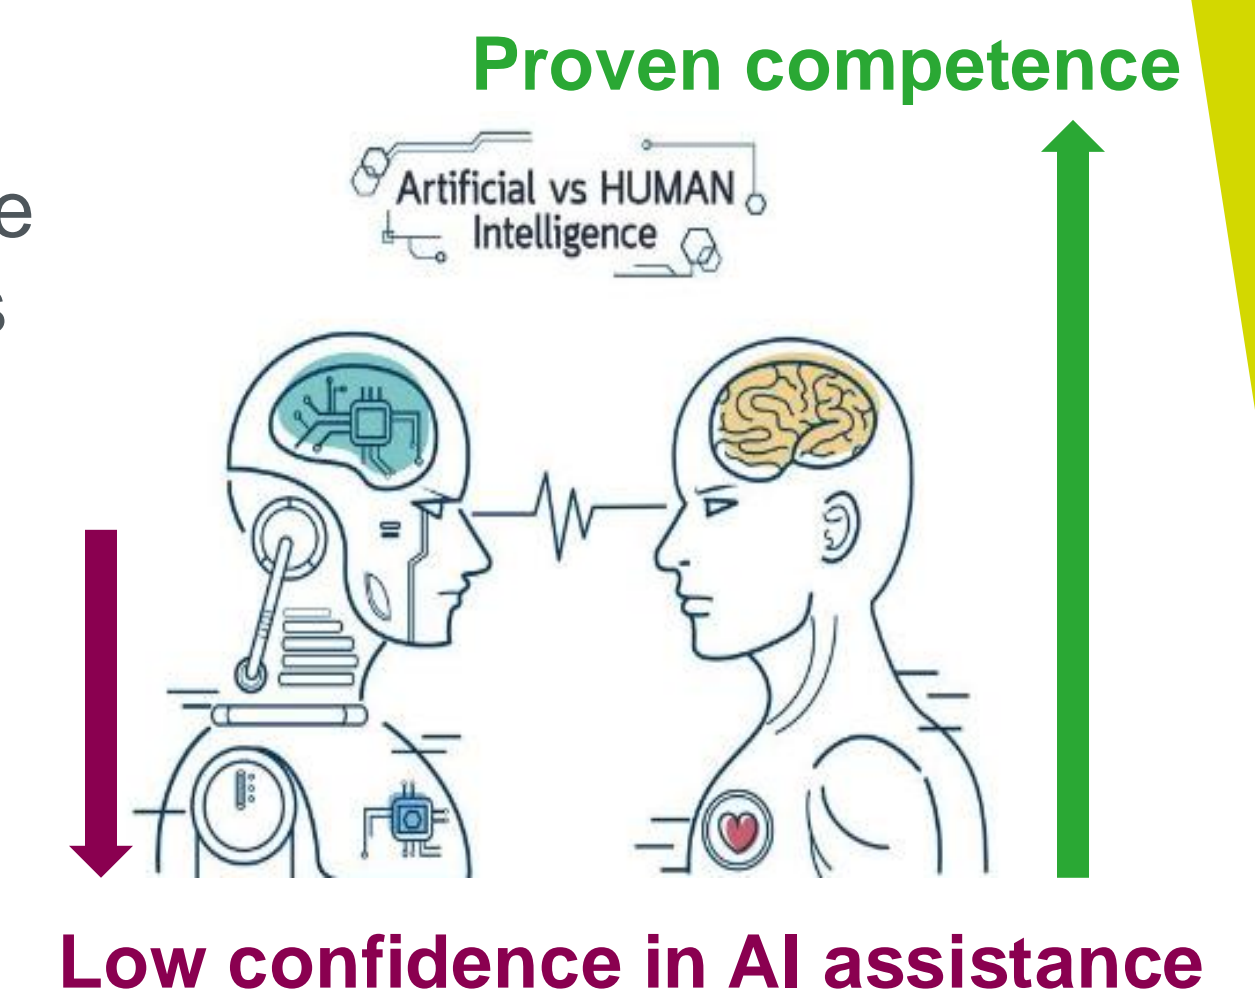 Proven competence
Artificial vs HUMAN
Intelligence
e
s
Low confidence in AI assistance